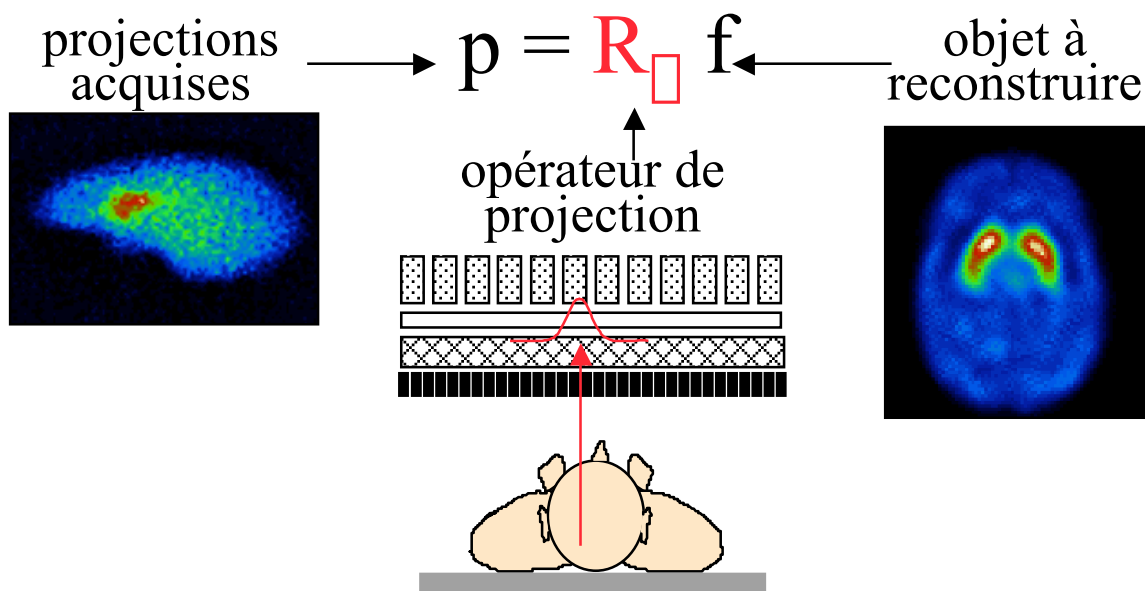 projections
acquises
p = R□ f
objet à
reconstruire
opérateur de
projection